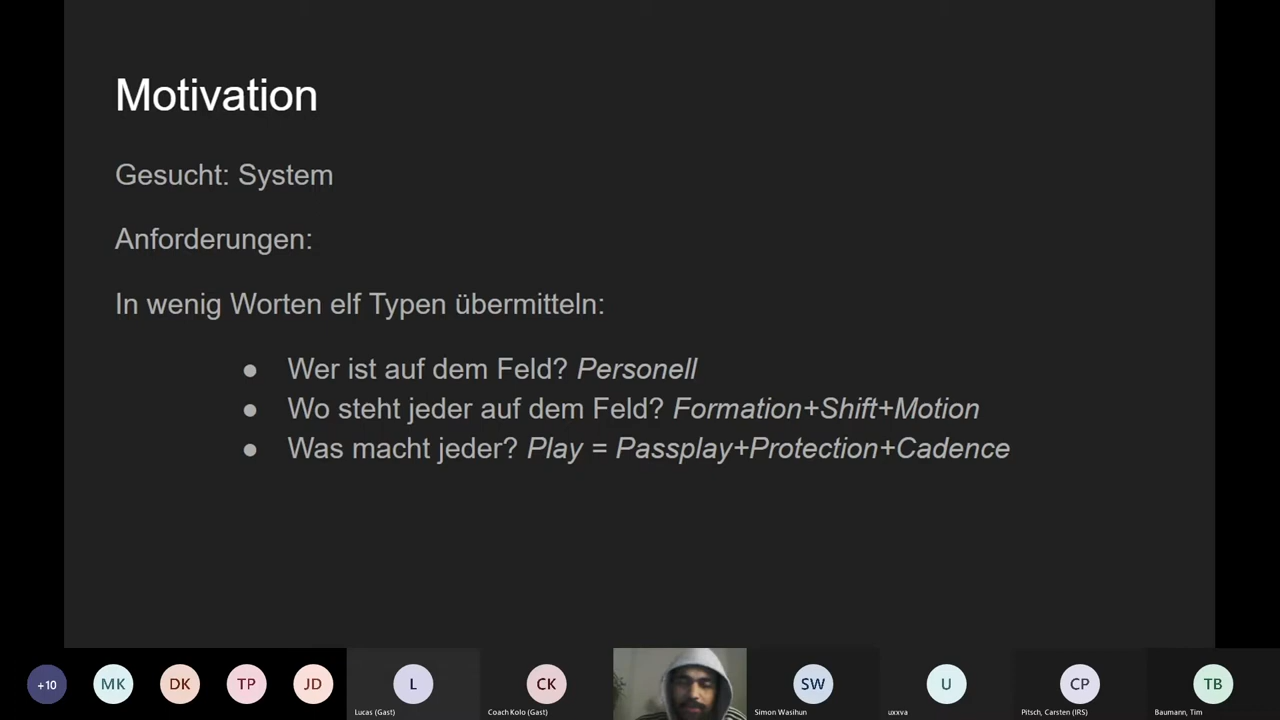 Motivation
Gesucht: System
Anforderungen:
In wenig Worten elf Typen übermitteln:
● Wer ist auf dem Feld? Personell
● Wo steht jeder auf dem Feld? Formation+Shift+Motion
● Was macht jeder? Play = Passplay+Protection+Cadence
+10 MK DK TP JD L CK SW U CP TB
Lucas (Gast) Coach Kolo (Gast) Simon Wasihun uxxva Pitsch, Carsten (IRS) Baumann, Tim